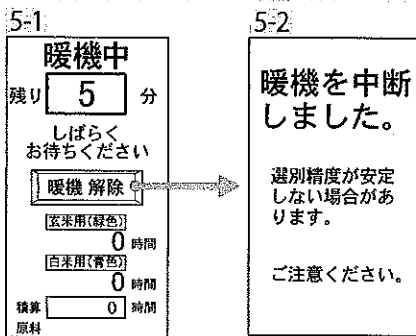 5-1
暖機中
残り 5 分
しばらく
お待ちください
暖機 解除
玄米用(緑色)
0 時間
白米用(青色)
0 時間
積算 0 時間
原料
5-2
暖機を中断
しました。
選別精度が安定
しない場合があ
ります。
ご注意ください。